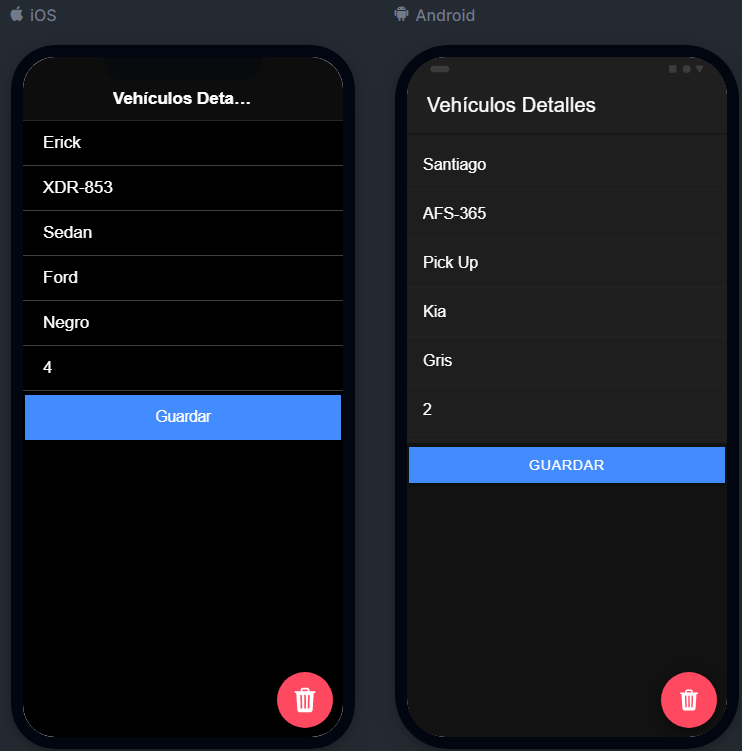 iOS
Vehículos Deta…
Erick
XDR-853
Sedan
Ford
Negro
4
Guardar
Android
Vehículos Detalles
Santiago
AFS-365
Pick Up
Kia
Gris
2
GUARDAR